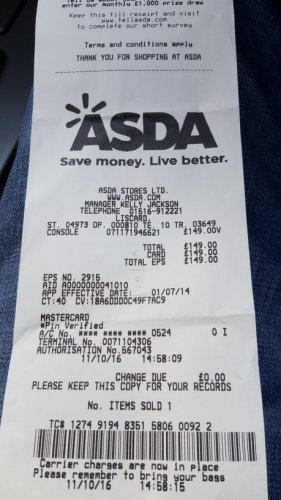 enter our monthly £1,000 prize draw
Keep this till receipt and visit
www.tellasda.com
to complete our short survey
Terms and conditions apply
THANK YOU FOR SHOPPING AT ASDA
ASDA
Save money. Live better.
ASDA STORES LTD.
WWW.ASDA.COM
MANAGER KELLY JACKSON
TELEPHONE 01516-912221
LISCARD,
ST. 04973 OP. 000810 TE. 10 TR. 03649
CONSOLE 071171946621 £149.00V
TOTAL £149.00
CARD £149.00
TOTAL EPS £149.00
EPS NO. 2915
AID A0000000041010
APP EFFECTIVE DATE: 01/07/14
CT:40 CV:18A6DDD0C49F7AC9
MASTERCARD
*Pin Verified
A/C No. **** **** **** 0524 0 I
TERMINAL No. 0071104306
AUTHORISATION No.567043
11/10/16 14:58:09
CHANGE DUE £0.00
PLEASE KEEP THIS COPY FOR YOUR RECORDS
No. ITEMS SOLD 1
TC# 1274 9194 8351 5806 0092 2
Carrier charges are now in place
Please remember to bring your bags
11/10/16 14:58:15